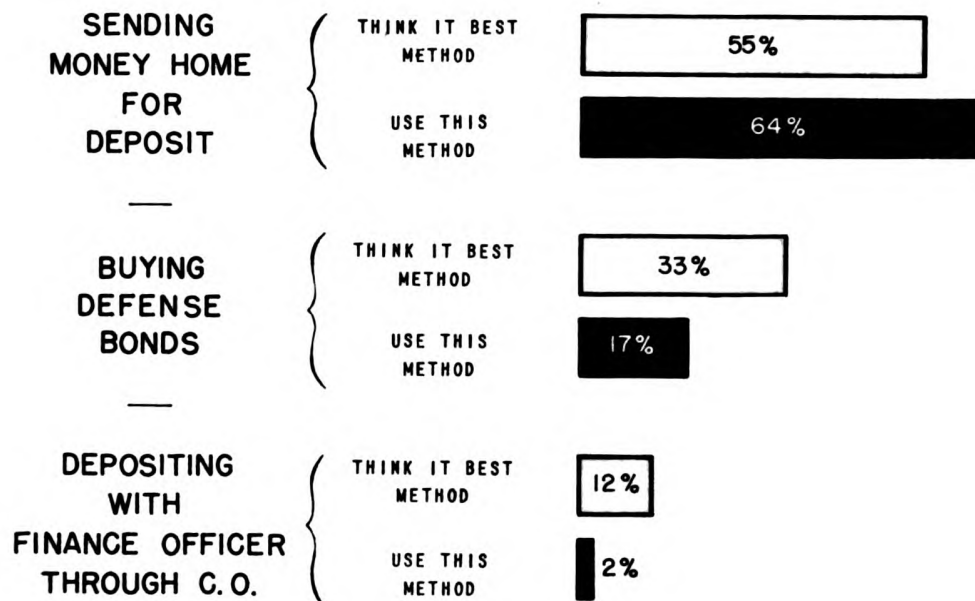 SENDING
MONEY HOME
FOR
DEPOSIT
THINK IT BEST
METHOD
55%
USE THIS
METHOD
64%
BUYING
DEFENSE
BONDS
THINK IT BEST
METHOD
33%
USE THIS
METHOD
17%
DEPOSITING
WITH
FINANCE OFFICER
THROUGH C.O.
THINK IT BEST
METHOD
12%
USE THIS
METHOD
2%